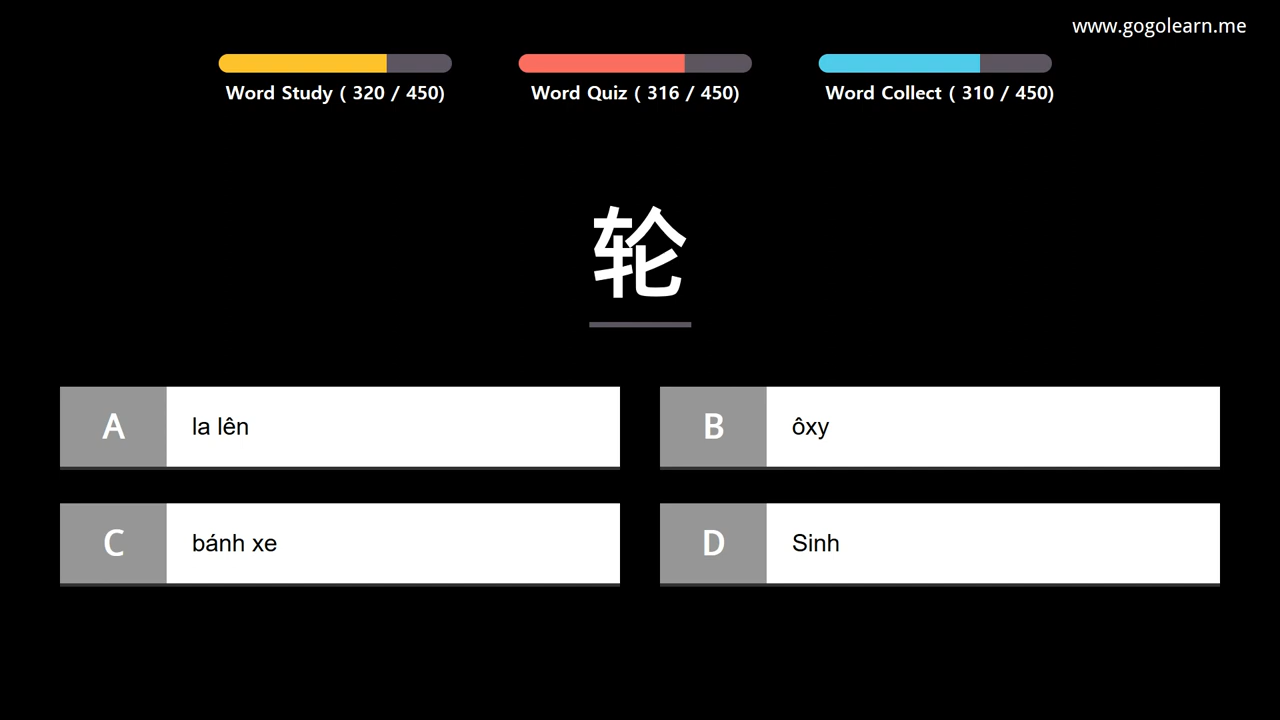 www.gogolearn.me
Word Study ( 320 / 450)
Word Quiz ( 316 / 450)
Word Collect ( 310 / 450)
轮
A la lên
B ôxy
C bánh xe
D Sinh